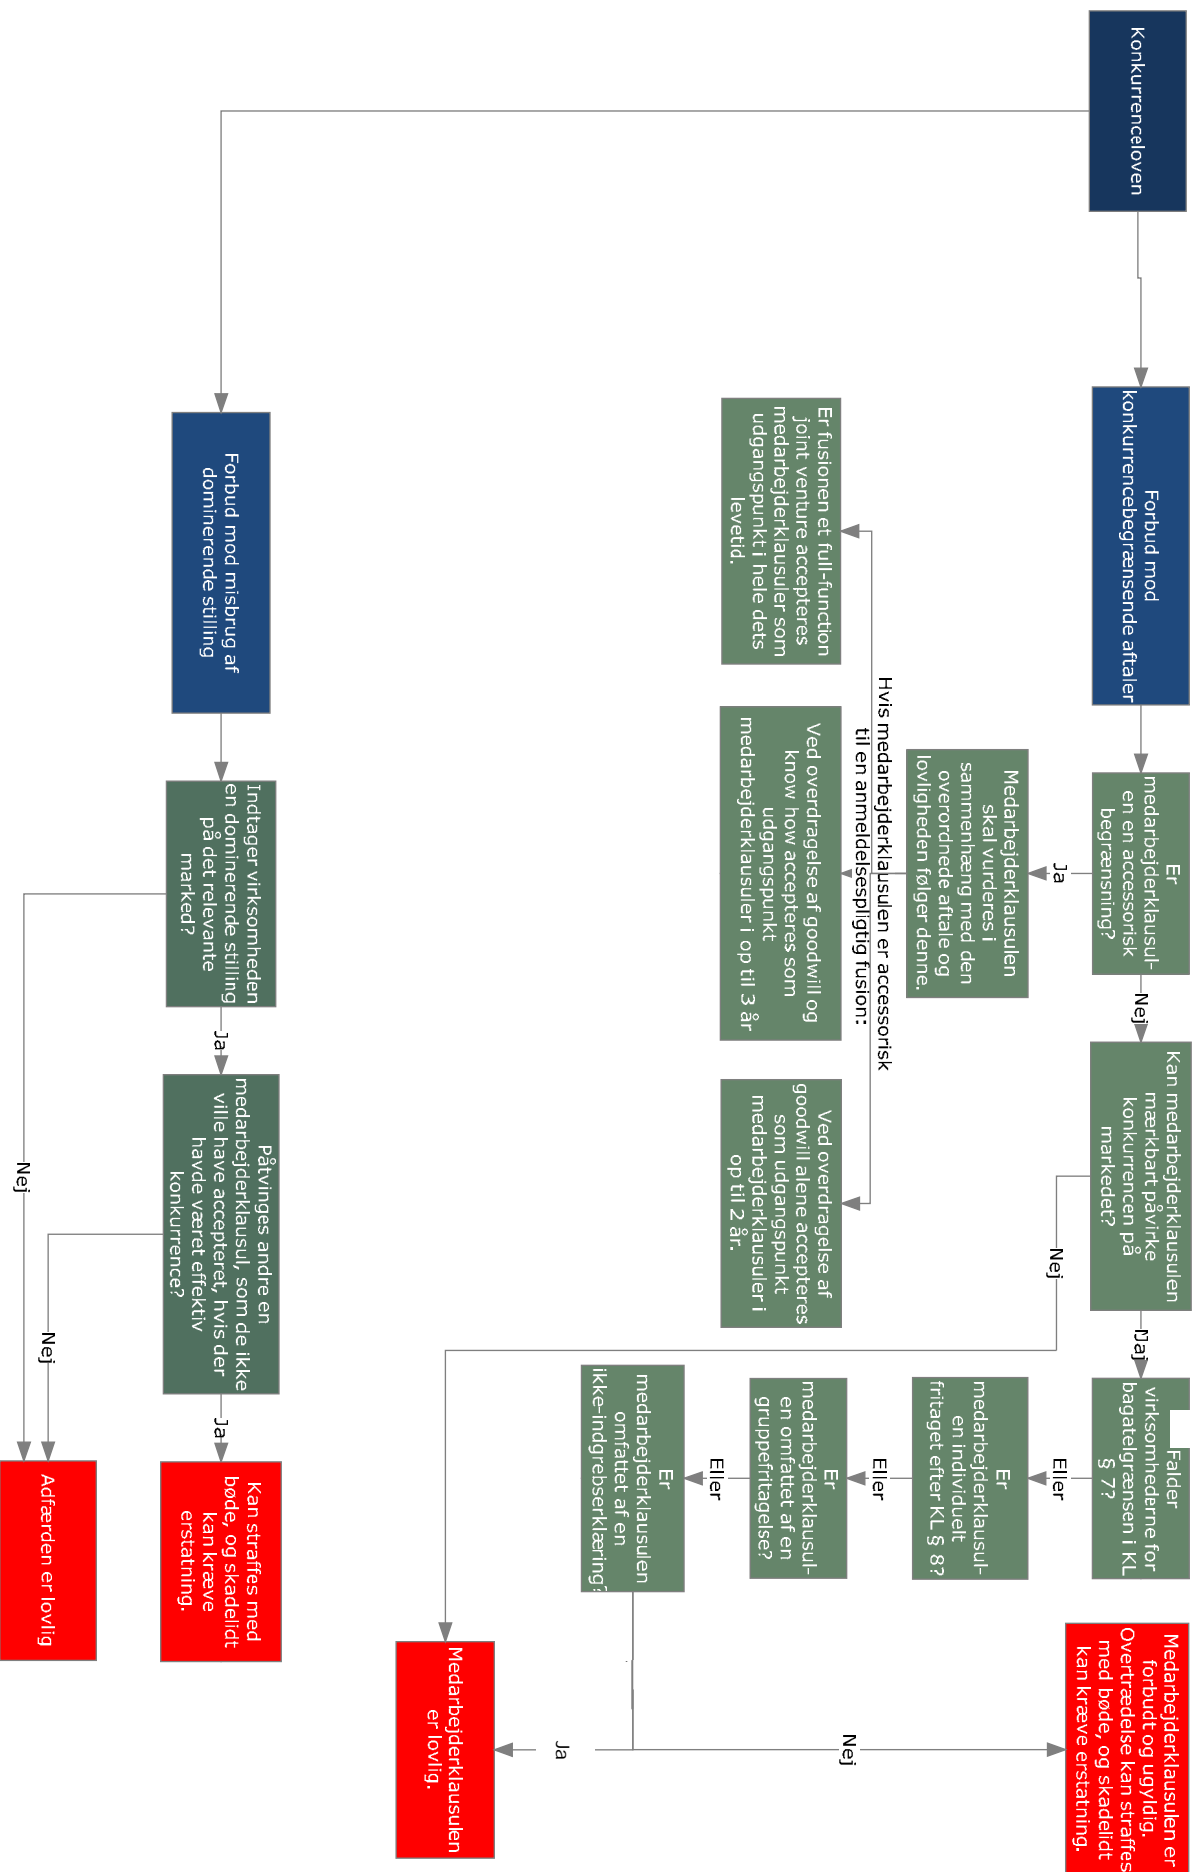 Konkurrenceloven
Forbud mod
konkurrencebegrænsende aftaler
Er
medarbejderklausul-
en en accessorisk
begrænsning?
Ja
Nej
Medarbejderklausulen
skal vurderes i
sammenhæng med den
overordnede aftale og
lovligheden følger denne.
Hvis medarbejderklausulen er accessorisk
til en anmeldelsespligtig fusion:
Er fusionen et full-function
joint venture accepteres
medarbejderklausuler som
udgangspunkt i hele dets
levetid.
Ved overdragelse af goodwill og
know how accepteres som
udgangspunkt
medarbejderklausuler i op til 3 år
Ved overdragelse af
goodwill alene accepteres
som udgangspunkt
medarbejderklausuler i
op til 2 år.
Kan medarbejderklausulen
mærkbart påvirke
konkurrencen på
markedet?
Nej
Falder
virksomhederne for
bagatelgrænsen i KL
§ 7?
Eller
Er
medarbejderklausul-
en individuelt
fritaget efter KL § 8?
Eller
Er
medarbejderklausul-
en omfattet af en
gruppefritagelse?
Eller
Er
medarbejderklausulen
omfattet af en
ikke-indgrebserklæring?
Nej
Ja
Medarbejderklausulen er
forbudt og ugyldig.
Overtrædelse kan straffes
med bøde, og skadelidt
kan kræve erstatning.
Medarbejderklausulen
er lovlig.
Forbud mod misbrug af
dominerende stilling
Indtager virksomheden
en dominerende stilling
på det relevante
marked?
Ja
Nej
Påtvinges andre en
medarbejderklausul, som de ikke
ville have accepteret, hvis der
havde været effektiv
konkurrence?
Ja
Nej
Kan straffes med
bøde, og skadelidt
kan kræve
erstatning.
Adfærden er lovlig